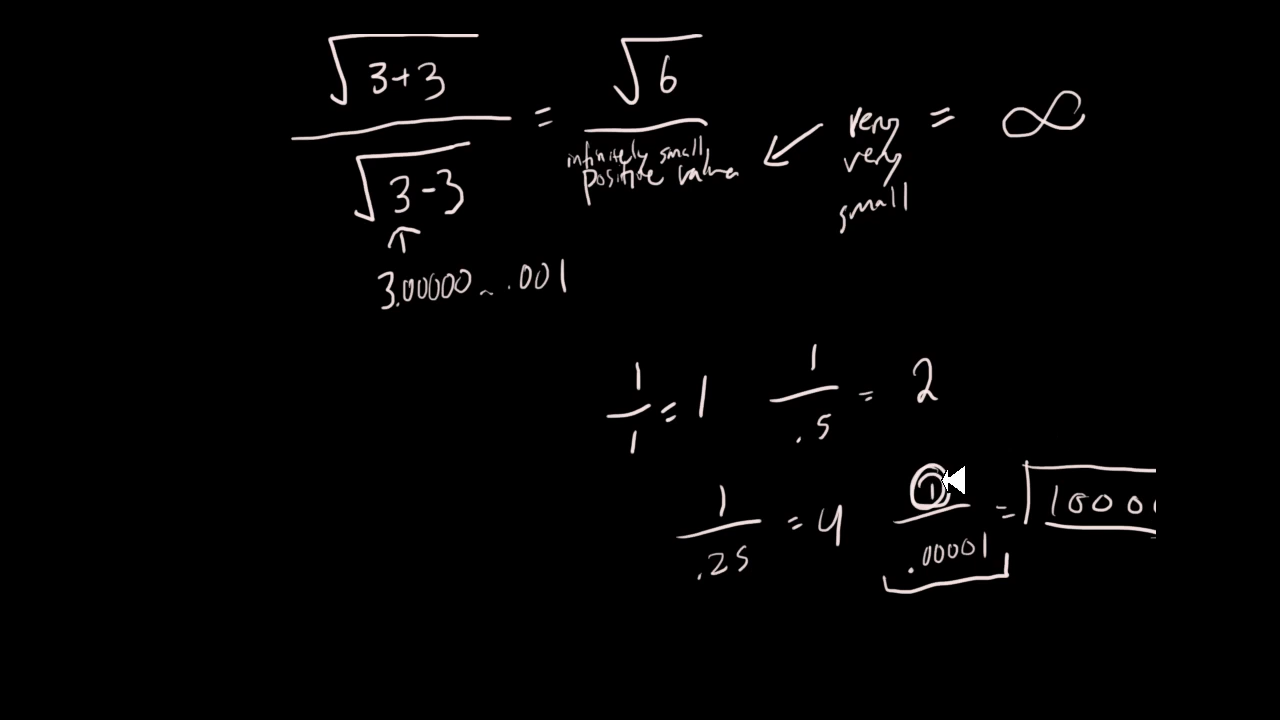 √3+3 / √3-3 = √6 / infinitely small positive value ← very very small = ∞
↑
3.00000~..001
1/1 = 1 1/.5 = 2
1/.25 = 4 1/.00001 = 1000